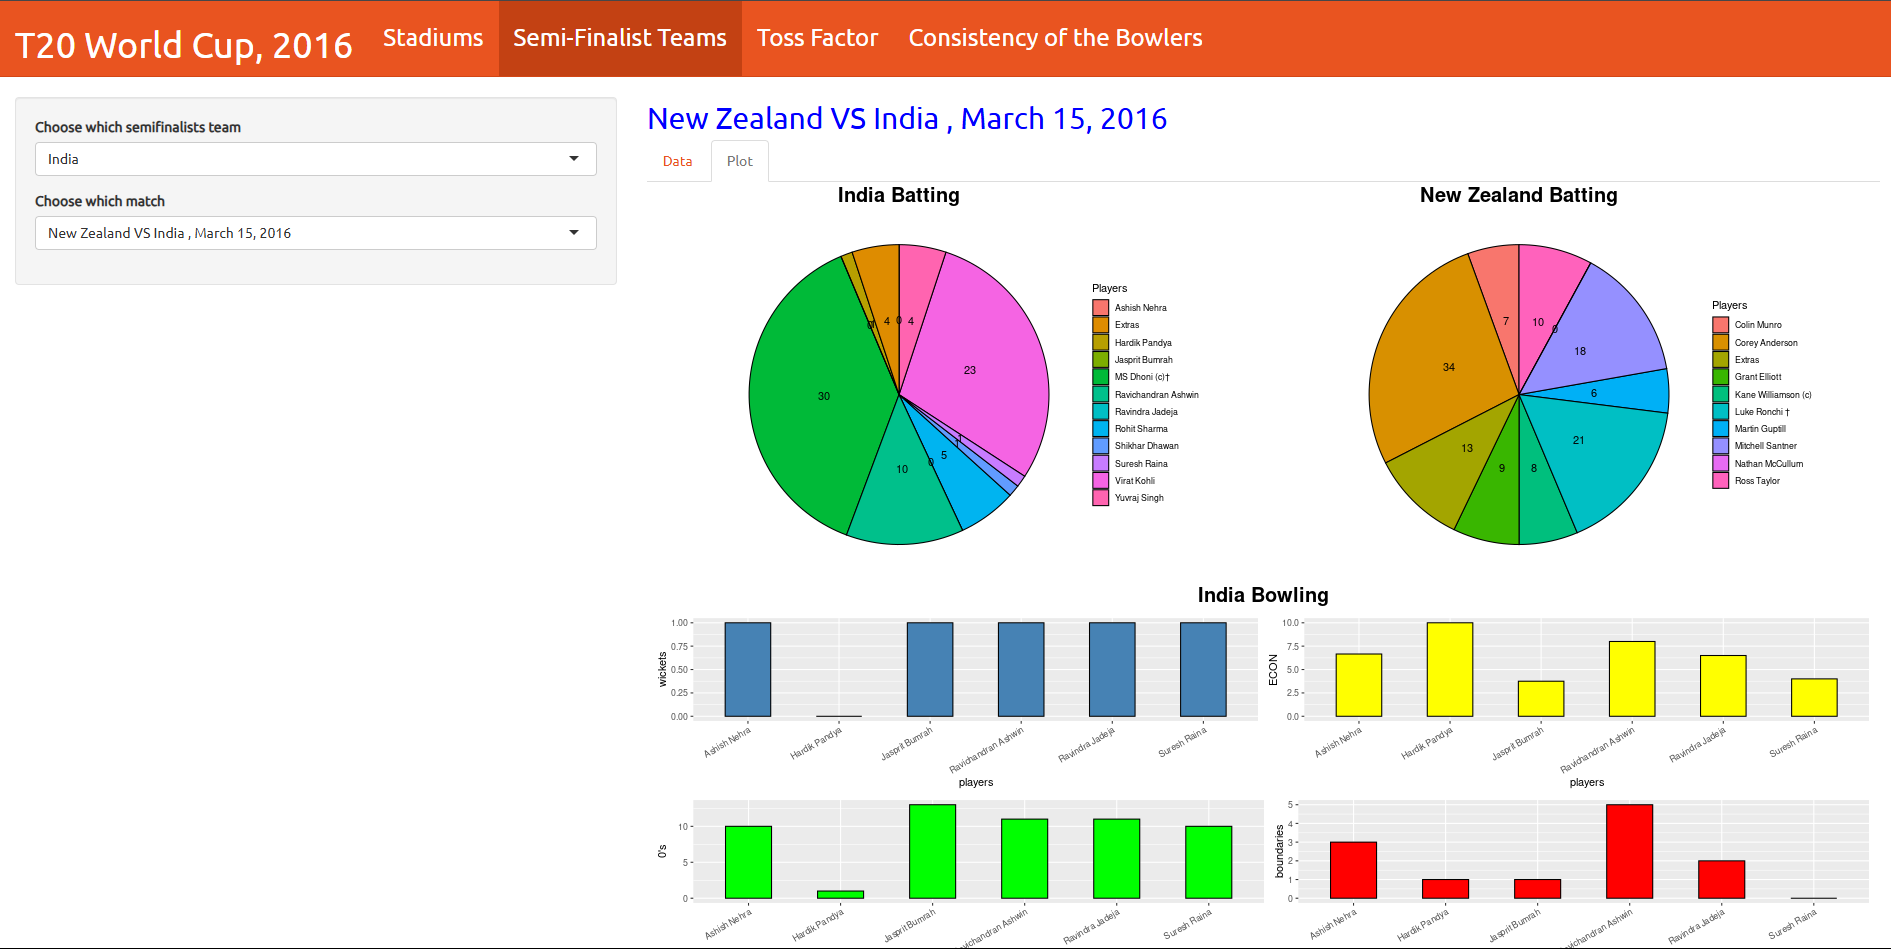 T20 World Cup, 2016 Stadiums Semi-Finalist Teams Toss Factor Consistency of the Bowlers
Choose which semifinalists team
India
Choose which match
New Zealand VS India , March 15, 2016
New Zealand VS India , March 15, 2016
Data Plot
India Batting
4
23
1
1
5
0
10
30
4
0
Players
Ashish Nehra
Extras
Hardik Pandya
Jasprit Bumrah
MS Dhoni (c)†
Ravichandran Ashwin
Ravindra Jadeja
Rohit Sharma
Shikhar Dhawan
Suresh Raina
Virat Kohli
Yuvraj Singh
New Zealand Batting
7
10
0
18
6
21
8
9
13
34
Players
Colin Munro
Corey Anderson
Extras
Grant Elliott
Kane Williamson (c)
Luke Ronchi †
Martin Guptill
Mitchell Santner
Nathan McCullum
Ross Taylor
India Bowling
wickets
1.00
0.75
0.50
0.25
0.00
Ashish Nehra
Hardik Pandya
Jasprit Bumrah
Ravichandran Ashwin
Ravindra Jadeja
Suresh Raina
players
ECON
10.0
7.5
5.0
2.5
0.0
Ashish Nehra
Hardik Pandya
Jasprit Bumrah
Ravichandran Ashwin
Ravindra Jadeja
Suresh Raina
players
0's
10
5
0
Ashish Nehra
Hardik Pandya
Jasprit Bumrah
vichandran Ashwin
Ravindra Jadeja
Suresh Raina
boundaries
5
4
3
2
1
0
Ashish Nehra
Hardik Pandya
Jasprit Bumrah
vichandran Ashwin
Ravindra Jadeja
Suresh Raina